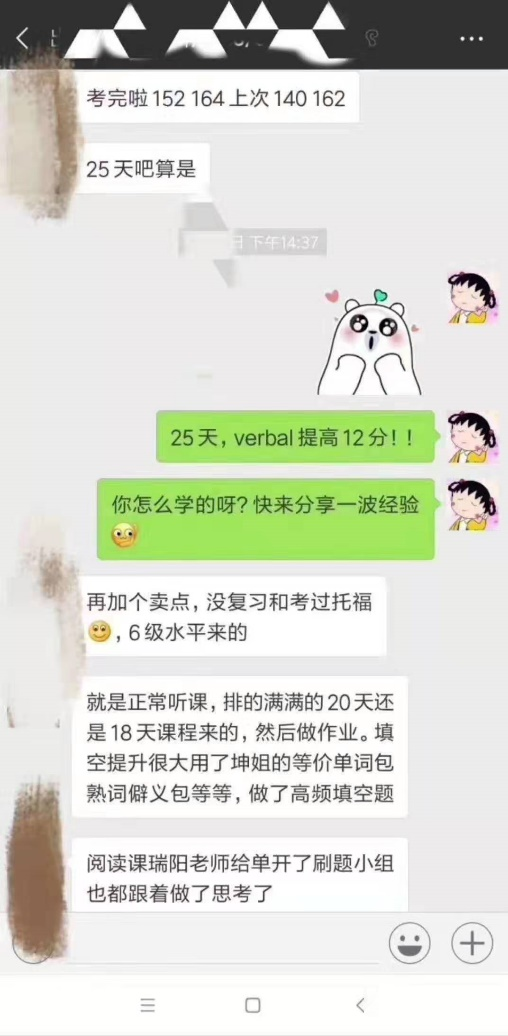 考完啦 152 164 上次 140 162
25 天吧算是
日 下午14:37
25 天，verbal 提高 12 分！！
你怎么学的呀？快来分享一波经验
再加个卖点，没复习和考过托福
，6 级水平来的
就是正常听课，排的满满的 20 天还
是 18 天课程来的，然后做作业。填
空提升很大用了坤姐的等价单词包
熟词僻义包等等，做了高频填空题
阅读课瑞阳老师给单开了刷题小组
也都跟着做了思考了